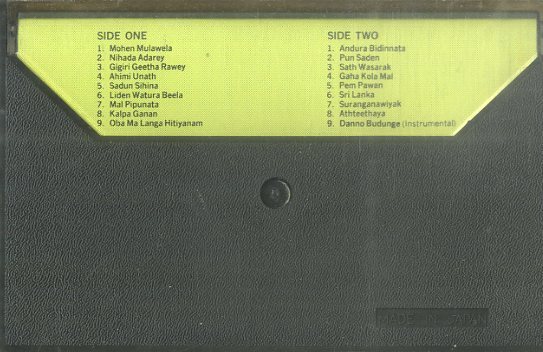 SIDE ONE
1. Mohen Mulawela
2. Nihada Adarey
3. Gigiri Geetha Rawey
4. Ahimi Unath
5. Sadun Sihina
6. Liden Watura Beela
7. Mal Pipunata
8. Kalpa Ganan
9. Oba Ma Langa Hitiyanam
SIDE TWO
1. Andura Bidinnata
2. Pun Saden
3. Sath Wasarak
4. Gaha Kola Mal
5. Pem Pawan
6. Sri Lanka
7. Suranganawiyak
8. Aththeethaya
9. Danno Budunge (Instrumental)